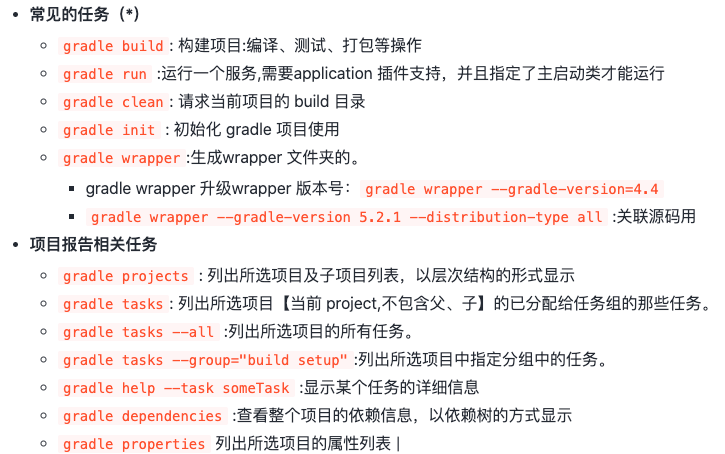 常见的任务（*）
gradle build : 构建项目:编译、测试、打包等操作
gradle run :运行一个服务,需要application 插件支持，并且指定了主启动类才能运行
gradle clean : 请求当前项目的 build 目录
gradle init : 初始化 gradle 项目使用
gradle wrapper :生成wrapper 文件夹的。
gradle wrapper 升级wrapper 版本号： gradle wrapper --gradle-version=4.4
gradle wrapper --gradle-version 5.2.1 --distribution-type all :关联源码用
项目报告相关任务
gradle projects : 列出所选项目及子项目列表，以层次结构的形式显示
gradle tasks : 列出所选项目【当前 project,不包含父、子】的已分配给任务组的那些任务。
gradle tasks --all :列出所选项目的所有任务。
gradle tasks --group="build setup" :列出所选项目中指定分组中的任务。
gradle help --task someTask :显示某个任务的详细信息
gradle dependencies :查看整个项目的依赖信息，以依赖树的方式显示
gradle properties 列出所选项目的属性列表 |